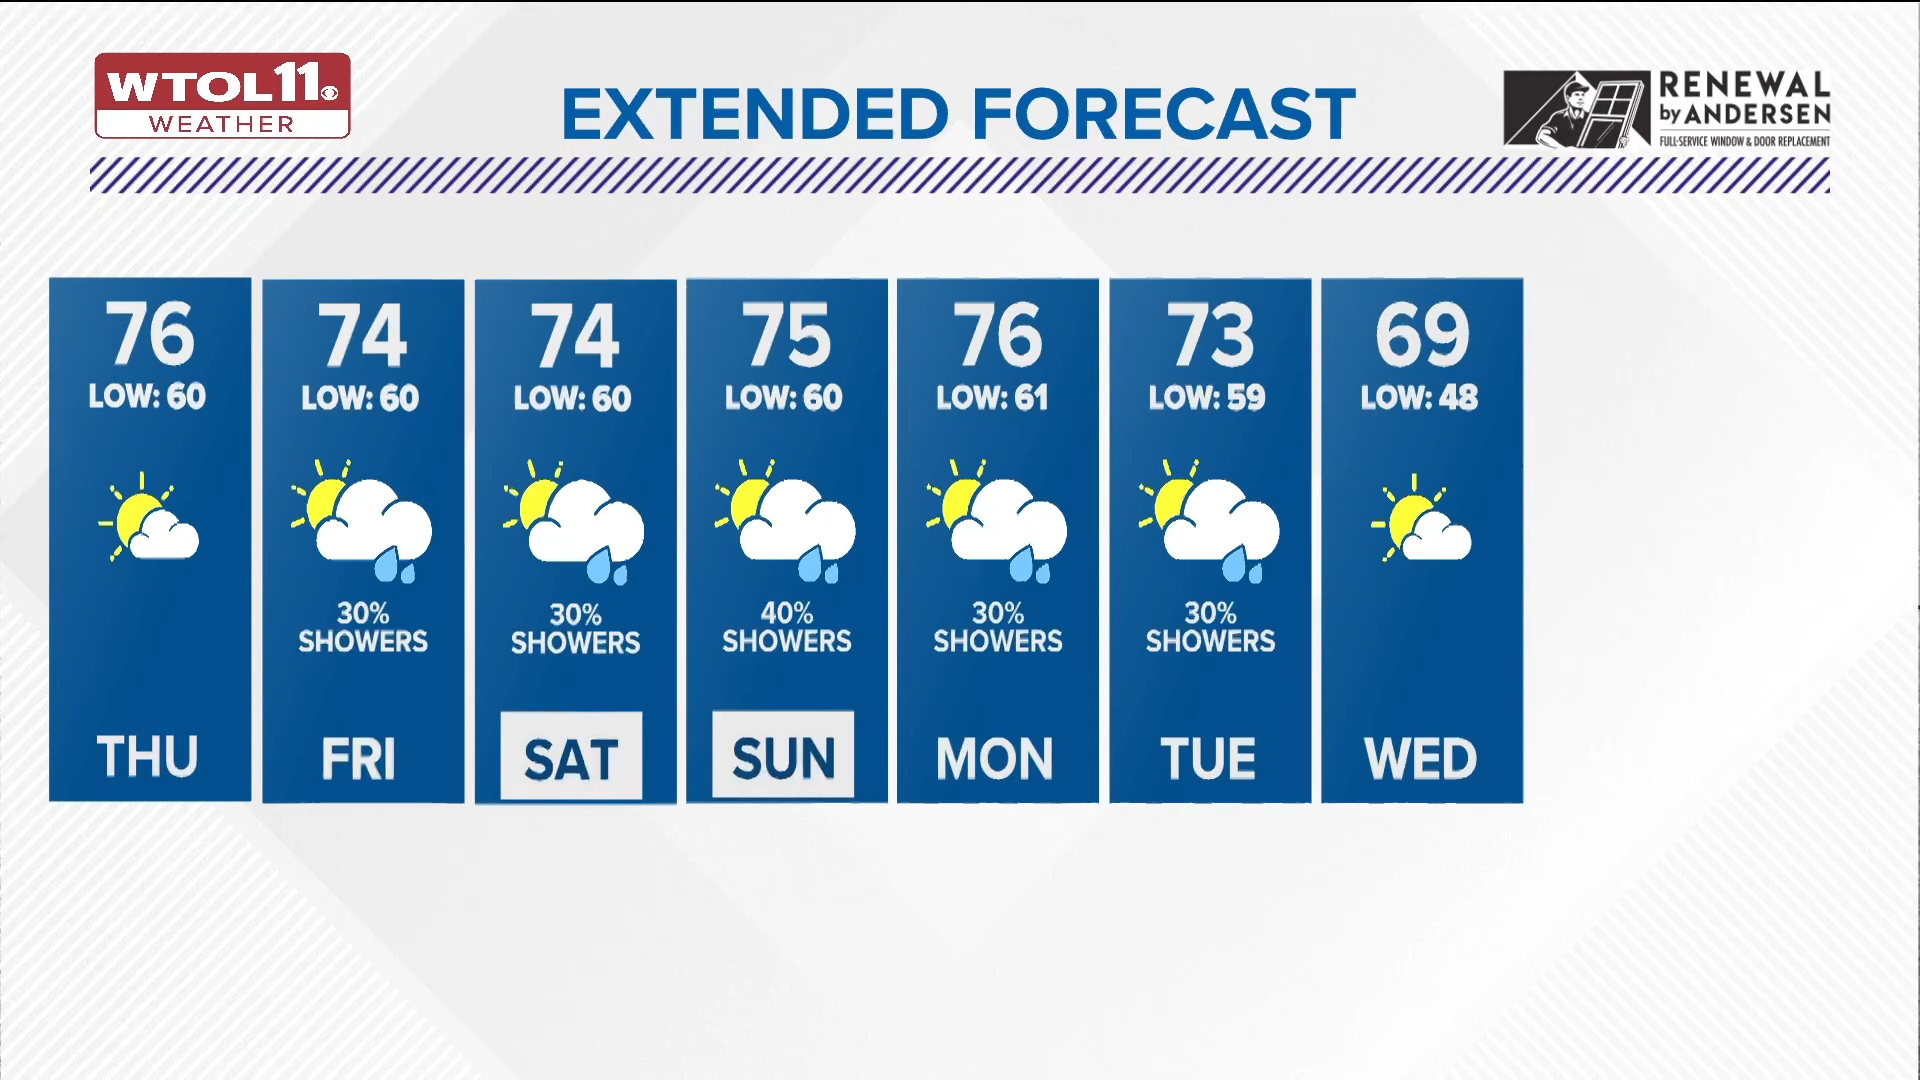 WTOL 11
WEATHER
EXTENDED FORECAST
RENEWAL
by ANDERSEN
FULL-SERVICE WINDOW & DOOR REPLACEMENT
76
LOW: 60
THU
74
LOW: 60
30%
SHOWERS
FRI
74
LOW: 60
30%
SHOWERS
SAT
75
LOW: 60
40%
SHOWERS
SUN
76
LOW: 61
30%
SHOWERS
MON
73
LOW: 59
30%
SHOWERS
TUE
69
LOW: 48
WED